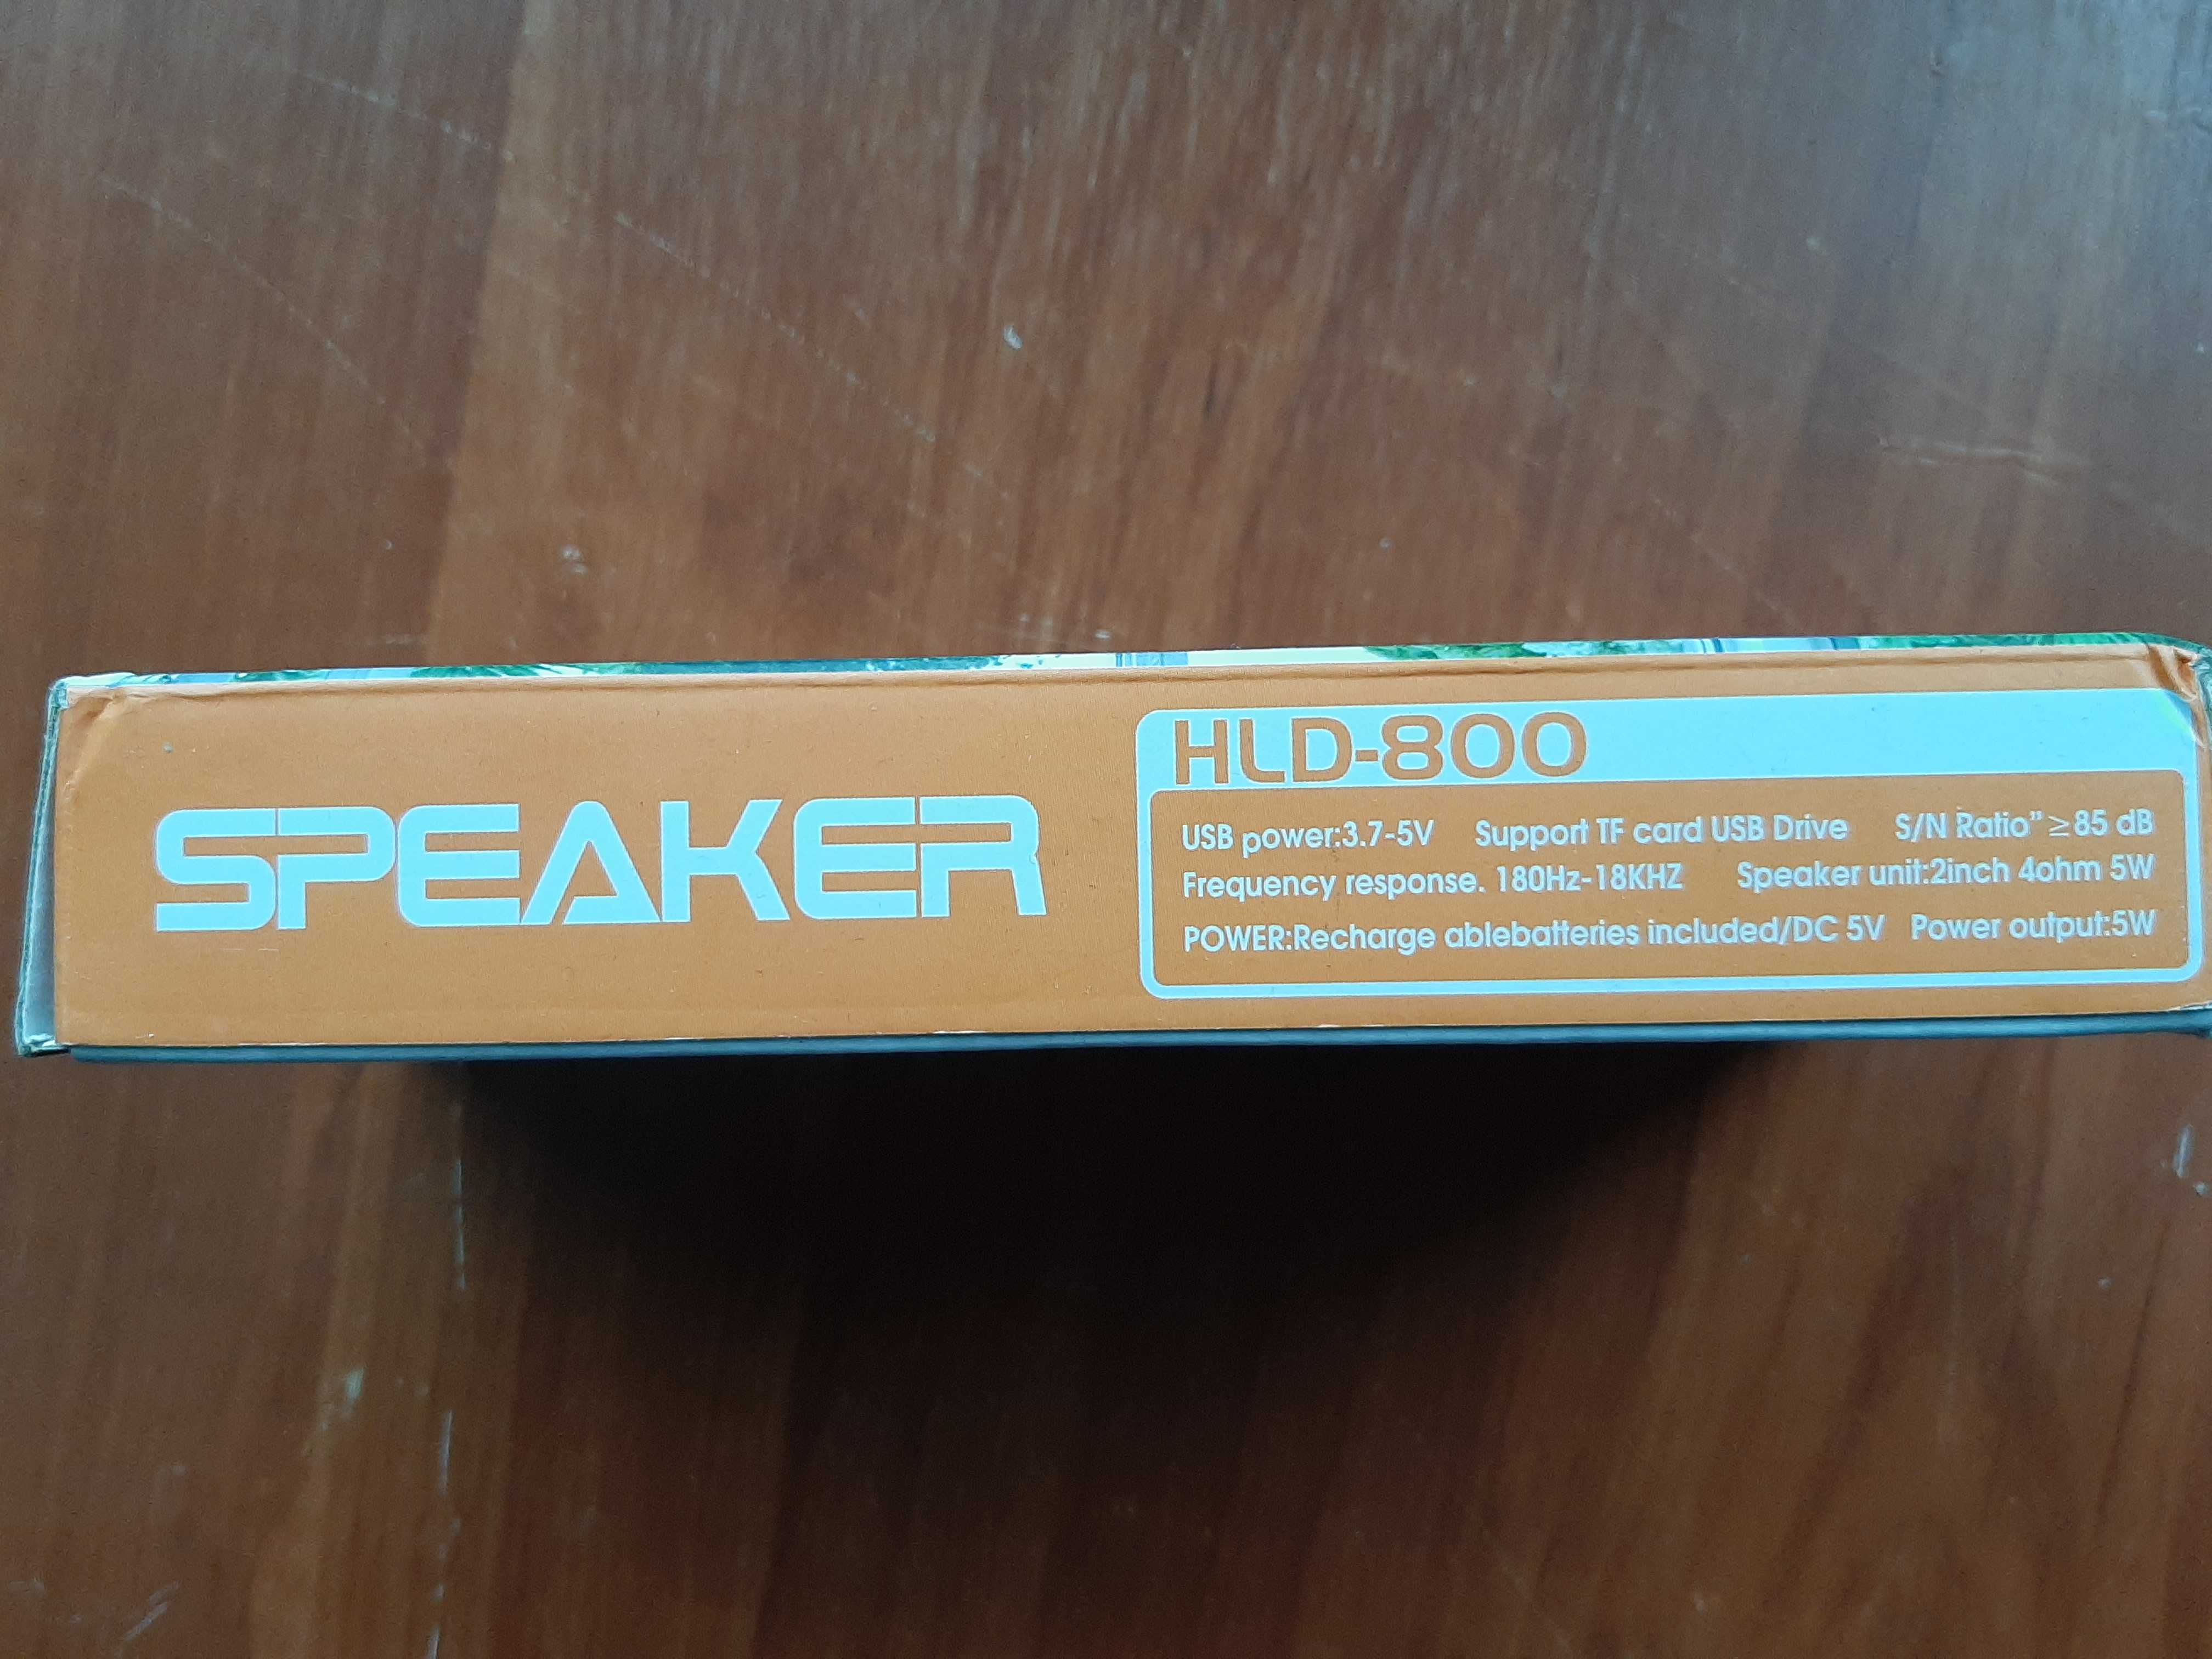 SPEAKER
HLD-800
USB power:3.7-5V Support TF card USB Drive S/N Ratio" ≥85 dB
Frequency response. 180Hz-18KHZ Speaker unit:2inch 4ohm 5W
POWER:Recharge ablebatteries included/DC 5V Power output:5W